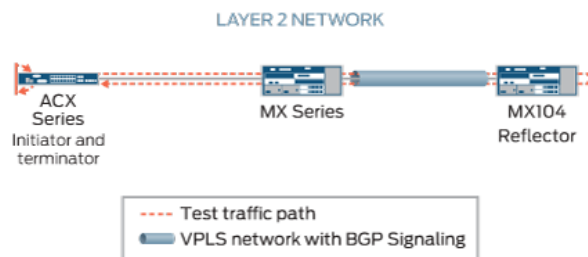 LAYER 2 NETWORK
ACX
Series
Initiator and
terminator
MX Series
MX104
Reflector
Test traffic path
VPLS network with BGP Signaling